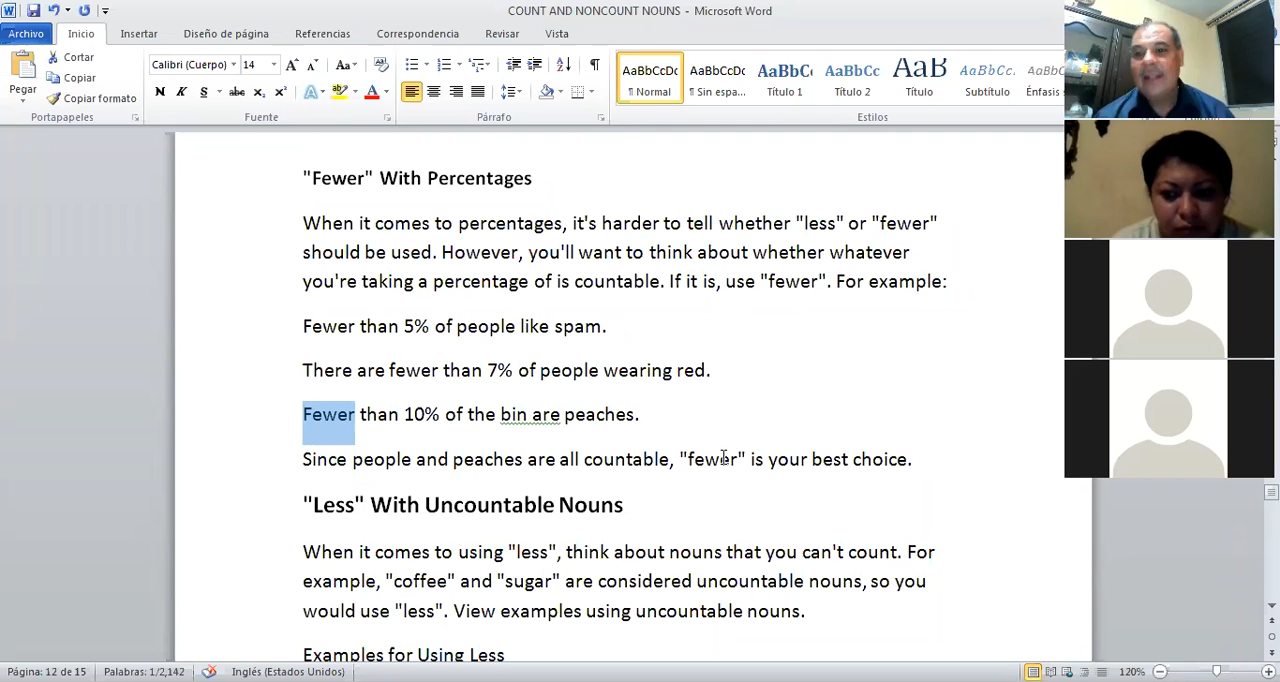 COUNT AND NONCOUNT NOUNS - Microsoft Word
Archivo Inicio Insertar Diseño de página Referencias Correspondencia Revisar Vista
Pegar
Cortar
Copiar
Copiar formato
Portapapeles
Calibri (Cuerpo) 14
Fuente
Párrafo
AaBbCcDc AaBbCcDc AaBbC AaBbCc AaB AaBbCc. AaBbCc
¶ Normal ¶ Sin espa... Título 1 Título 2 Título Subtítulo Énfasis
Estilos
"Fewer" With Percentages
When it comes to percentages, it's harder to tell whether "less" or "fewer"
should be used. However, you'll want to think about whether whatever
you're taking a percentage of is countable. If it is, use "fewer". For example:
Fewer than 5% of people like spam.
There are fewer than 7% of people wearing red.
Fewer than 10% of the bin are peaches.
Since people and peaches are all countable, "fewer" is your best choice.
"Less" With Uncountable Nouns
When it comes to using "less", think about nouns that you can't count. For
example, "coffee" and "sugar" are considered uncountable nouns, so you
would use "less". View examples using uncountable nouns.
Examples for Using Less
Página: 12 de 15 Palabras: 1/2,142 Inglés (Estados Unidos) 120%